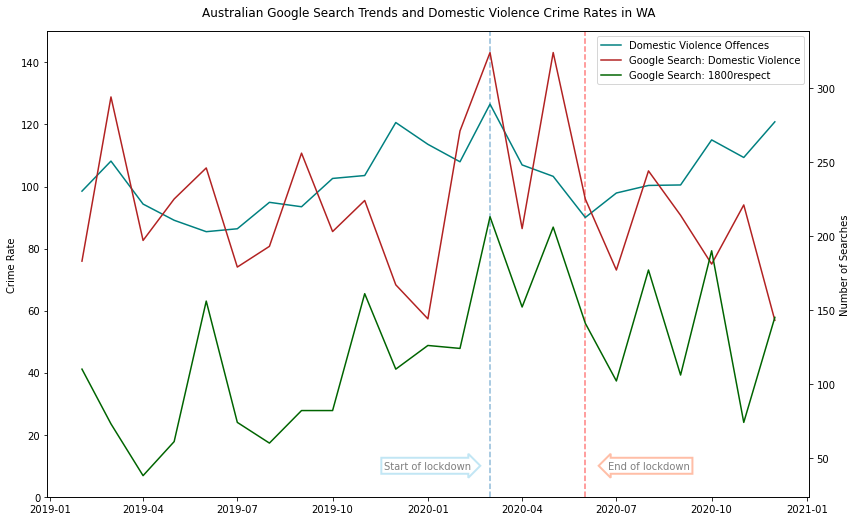 Australian Google Search Trends and Domestic Violence Crime Rates in WA
Domestic Violence Offences
Google Search: Domestic Violence
Google Search: 1800respect
140
120
100
80
60
40
20
0
Crime Rate
300
250
200
150
100
50
Number of Searches
Start of lockdown
End of lockdown
2019-01 2019-04 2019-07 2019-10 2020-01 2020-04 2020-07 2020-10 2021-01